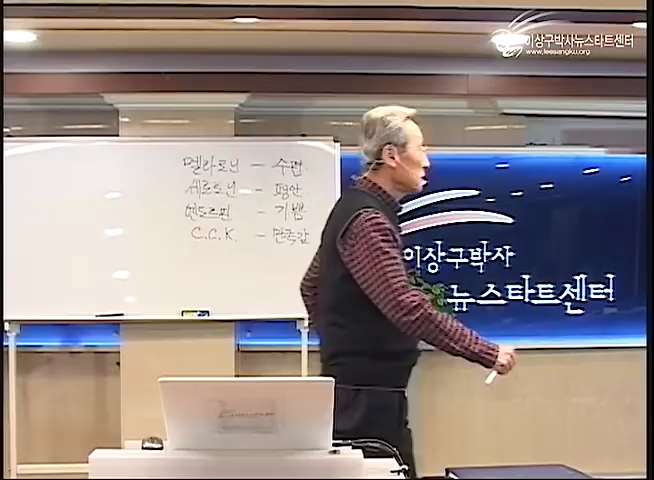 이상구박사뉴스타트센터
www.leesangku.org
멜라토닌 - 수면
세로토닌 - 평안
엔도르핀 - 기쁨
C.C.K. - 만족감
이상구박사
뉴스타트센터